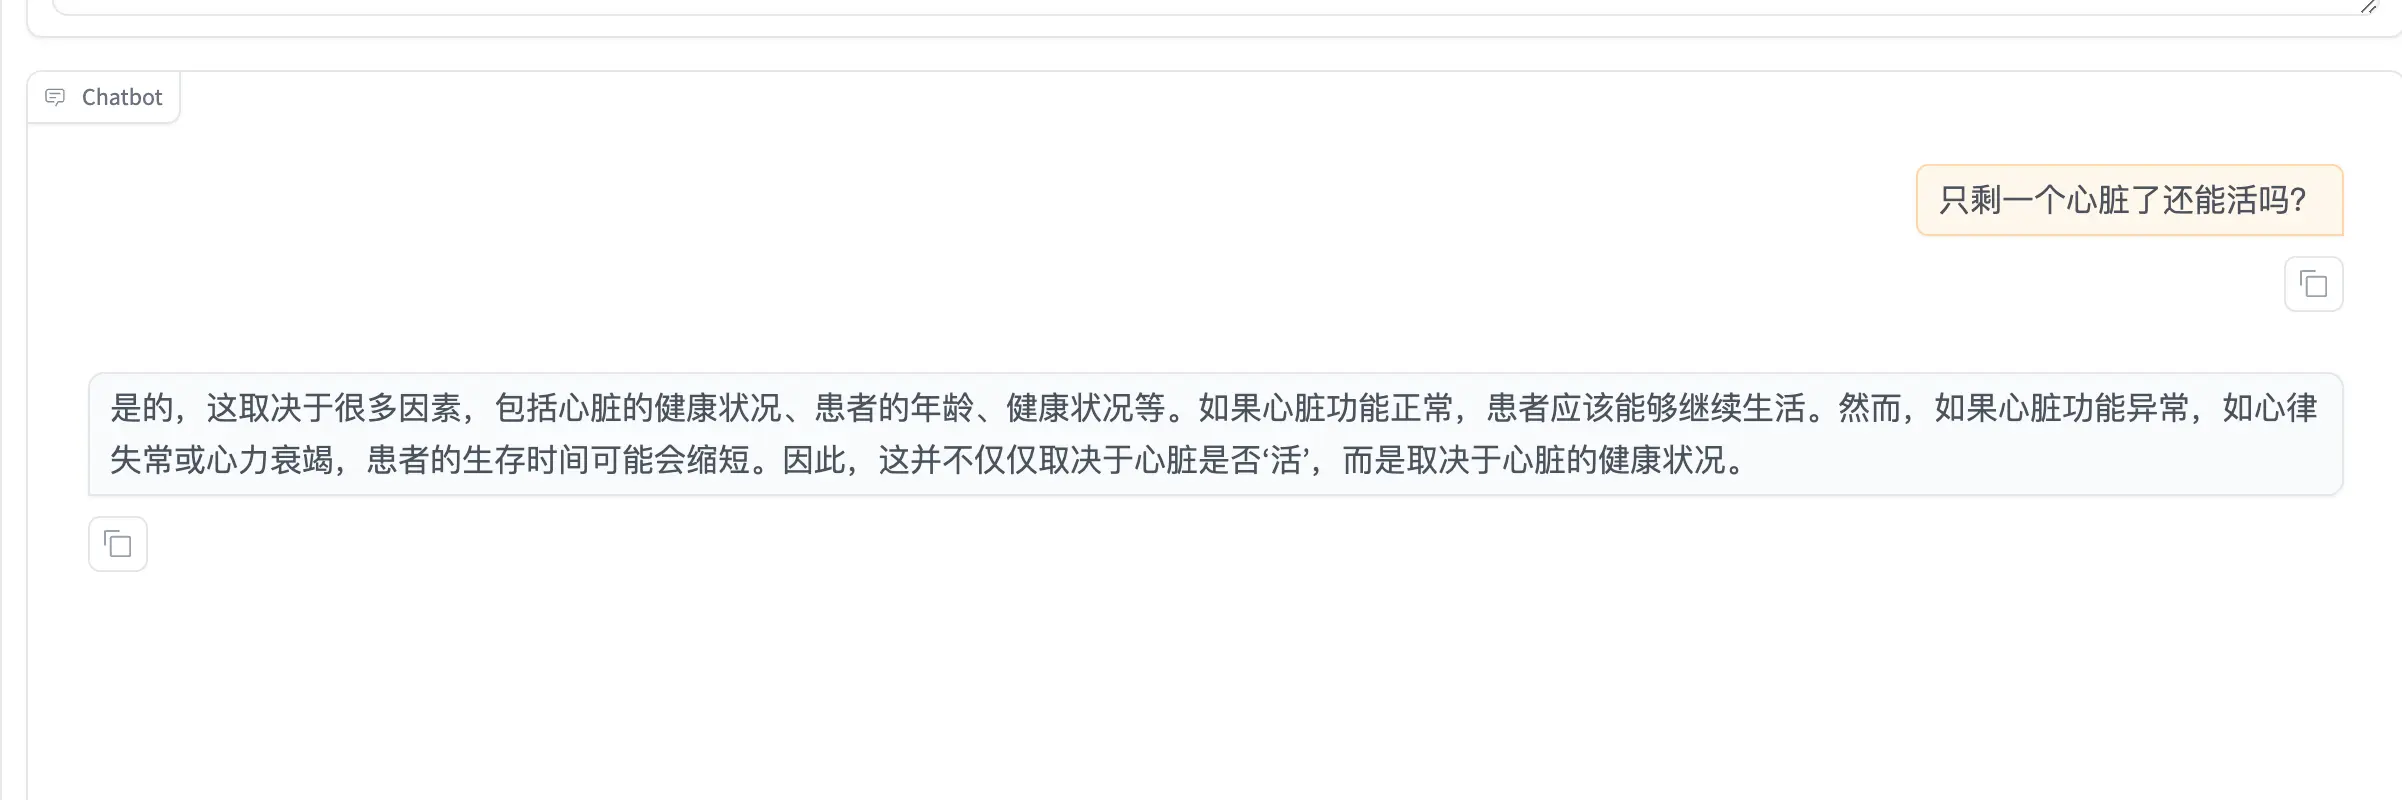 Chatbot
只剩一个心脏了还能活吗？
是的，这取决于很多因素，包括心脏的健康状况、患者的年龄、健康状况等。如果心脏功能正常，患者应该能够继续生活。然而，如果心脏功能异常，如心律
失常或心力衰竭，患者的生存时间可能会缩短。因此，这并不仅仅取决于心脏是否‘活’，而是取决于心脏的健康状况。